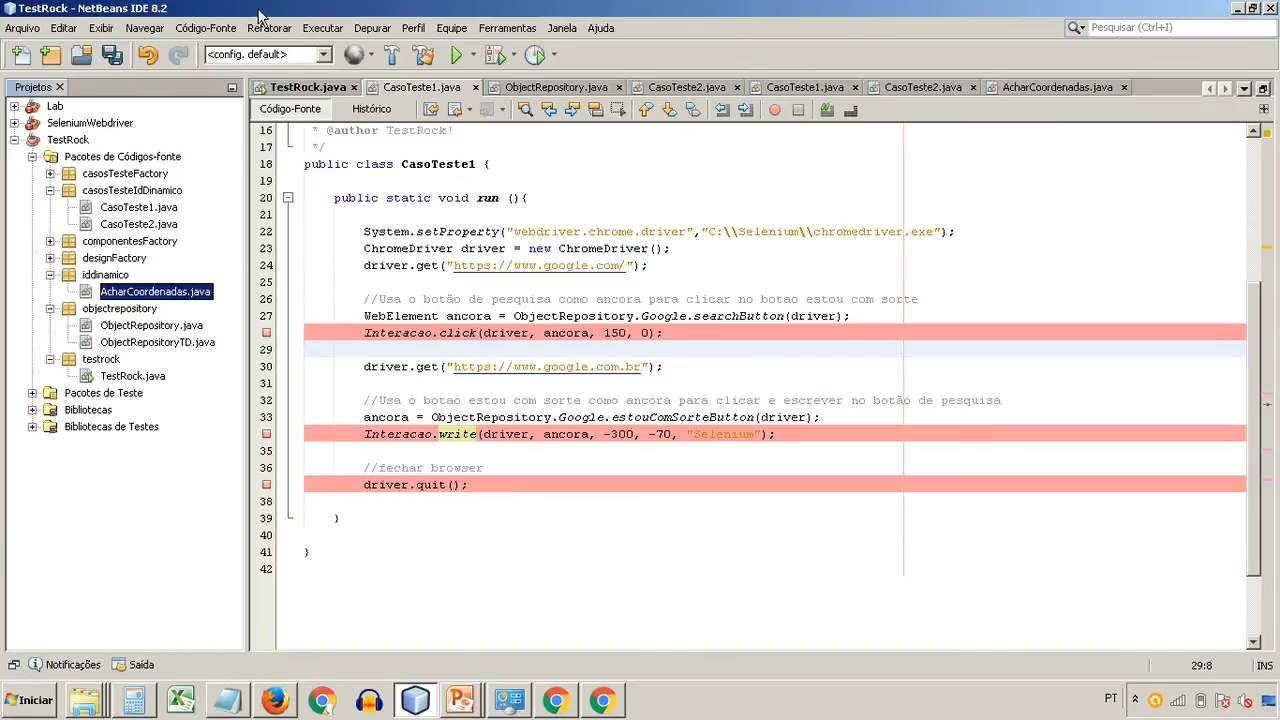 TestRock - NetBeans IDE 8.2
Arquivo Editar Exibir Navegar Código-Fonte Refatorar Executar Depurar Perfil Equipe Ferramentas Janela Ajuda
Pesquisar (Ctrl+I)
<config. default>
Projetos
TestRock.java CasoTeste1.java ObjectRepository.java CasoTeste2.java CasoTeste1.java CasoTeste2.java AcharCoordenadas.java
Código-Fonte Histórico
Lab
SeleniumWebdriver
TestRock
Pacotes de Códigos-fonte
casosTesteFactory
casosTesteIdDinamico
CasoTeste1.java
CasoTeste2.java
componentesFactory
designFactory
iddinamico
AcharCoordenadas.java
objectrepository
ObjectRepository.java
ObjectRepositoryTD.java
testrock
TestRock.java
Pacotes de Teste
Bibliotecas
Bibliotecas de Testes
16 * @author TestRock!
17 */
18 public class CasoTeste1 {
19
20 public static void run (){
21
22 System.setProperty("webdriver.chrome.driver","C:\\Selenium\\chromedriver.exe");
23 ChromeDriver driver = new ChromeDriver();
24 driver.get("https://www.google.com/");
25
26 //Usa o botão de pesquisa como ancora para clicar no botao estou com sorte
27 WebElement ancora = ObjectRepository.Google.searchButton(driver);
Interacao.click(driver, ancora, 150, 0);
29
30 driver.get("https://www.google.com.br");
31
32 //Usa o botao estou com sorte como ancora para clicar e escrever no botão de pesquisa
33 ancora = ObjectRepository.Google.estouComSorteButton(driver);
Interacao.write(driver, ancora, -300, -70, "Selenium");
35
36 //fechar browser
driver.quit();
38
39 }
40
41 }
42
Notificações Saída
29:8 INS
Iniciar
PT